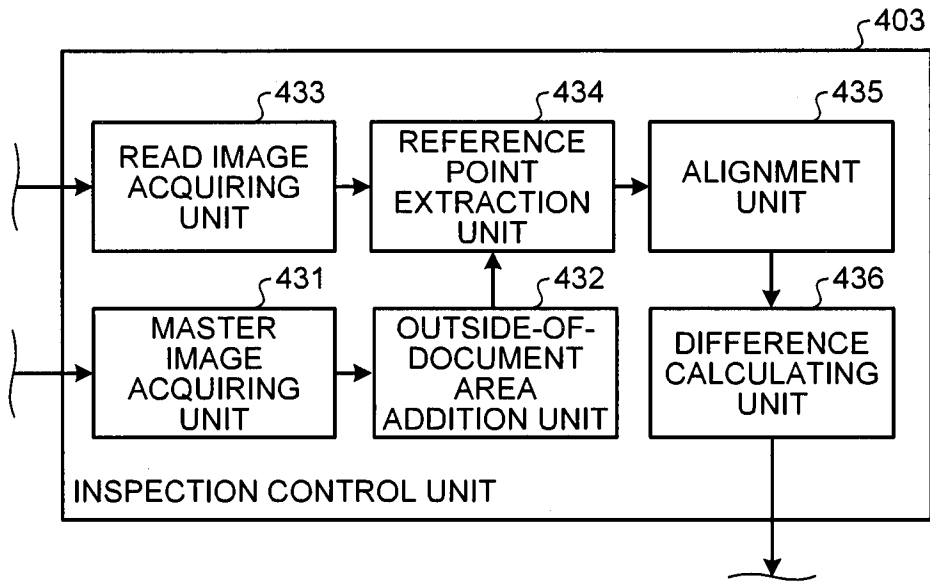 403
433
434
435
READ IMAGE
ACQUIRING
UNIT
REFERENCE
POINT
EXTRACTION
UNIT
ALIGNMENT
UNIT
431
432
436
MASTER
IMAGE
ACQUIRING
UNIT
OUTSIDE-OF-
DOCUMENT
AREA
ADDITION UNIT
DIFFERENCE
CALCULATING
UNIT
INSPECTION CONTROL UNIT